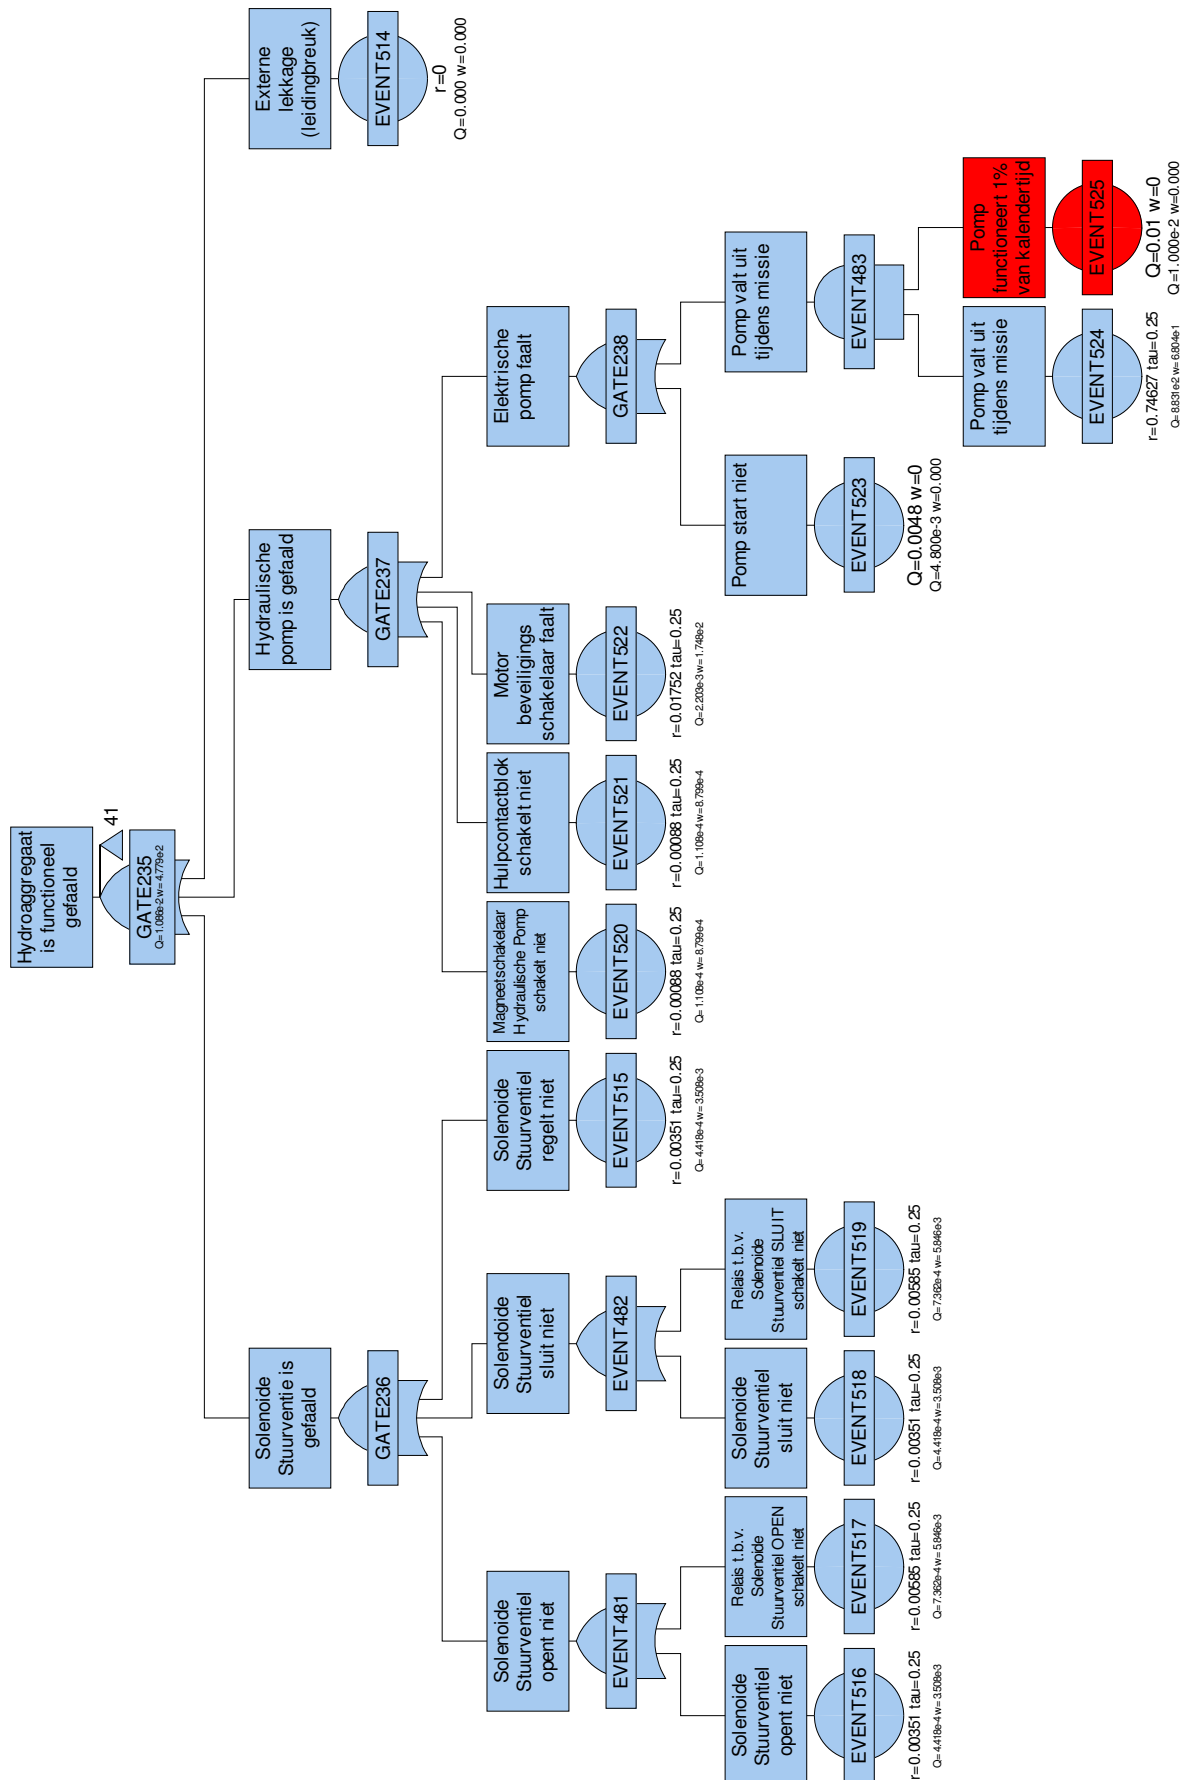 Hydroaggregaat
is functioneel
gefaald
41
GATE235
Q=1.086e-2 w=4.779e-2
Solenoide
Stuurventie is
gefaald
GATE236
Hydraulische
pomp is gefaald
GATE237
Externe
lekkage
(leidingbreuk)
EVENT514
r=0
Q=0.000 w=0.000
Solenoide
Stuurventiel
opent niet
EVENT481
Solendoide
Stuurventiel
sluit niet
EVENT482
Solenoide
Stuurventiel
regelt niet
EVENT515
r=0.00351 tau=0.25
Q=4.418e-4 w=3.508e-3
Magneetschakelaar
Hydraulische Pomp
schakelt niet
EVENT520
r=0.00088 tau=0.25
Q=1.108e-4 w=8.799e-4
Hulpcontactblok
schakelt niet
EVENT521
r=0.00088 tau=0.25
Q=1.108e-4 w=8.799e-4
Motor
beveiligings
schakelaar faalt
EVENT522
r=0.01752 tau=0.25
Q=2.203e-3 w=1.748e-2
Elektrische
pomp faalt
GATE238
Solenoide
Stuurventiel
opent niet
EVENT516
r=0.00351 tau=0.25
Q=4.418e-4 w=3.508e-3
Relais t.b.v.
Solenoide
Stuurventiel OPEN
schakelt niet
EVENT517
r=0.00585 tau=0.25
Q=7.362e-4 w=5.846e-3
Solenoide
Stuurventiel
sluit niet
EVENT518
r=0.00351 tau=0.25
Q=4.418e-4 w=3.508e-3
Relais t.b.v.
Solenoide
Stuurventiel SLUIT
schakelt niet
EVENT519
r=0.00585 tau=0.25
Q=7.362e-4 w=5.846e-3
Pomp start niet
EVENT523
Q=0.0048 w=0
Q=4.800e-3 w=0.000
Pomp valt uit
tijdens missie
EVENT483
Pomp valt uit
tijdens missie
EVENT524
r=0.74627 tau=0.25
Q=8.831e-2 w=6.804e-1
Pomp
functioneert 1%
van kalendertijd
EVENT525
Q=0.01 w=0
Q=1.000e-2 w=0.000